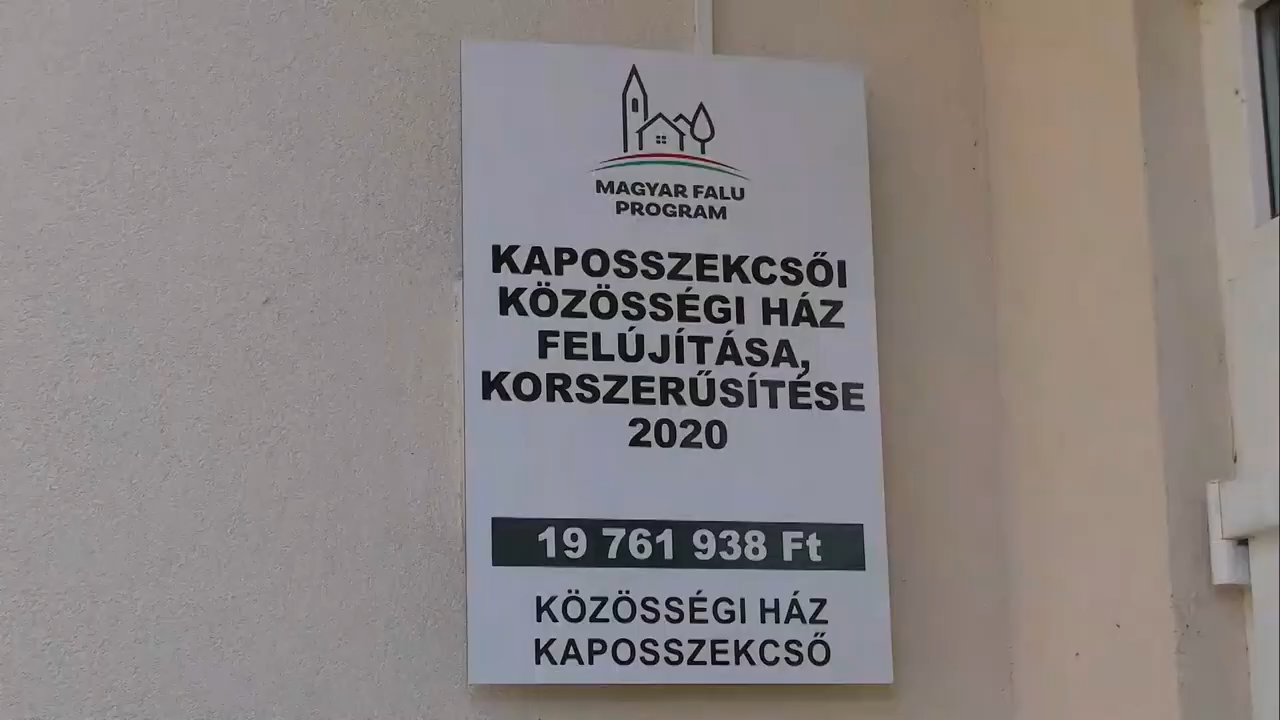 MAGYAR FALU
PROGRAM
KAPOSSZEKCSŐI
KÖZÖSSÉGI HÁZ
FELÚJÍTÁSA,
KORSZERŰSÍTÉSE
2020
19 761 938 Ft
KÖZÖSSÉGI HÁZ
KAPOSSZEKCSŐ